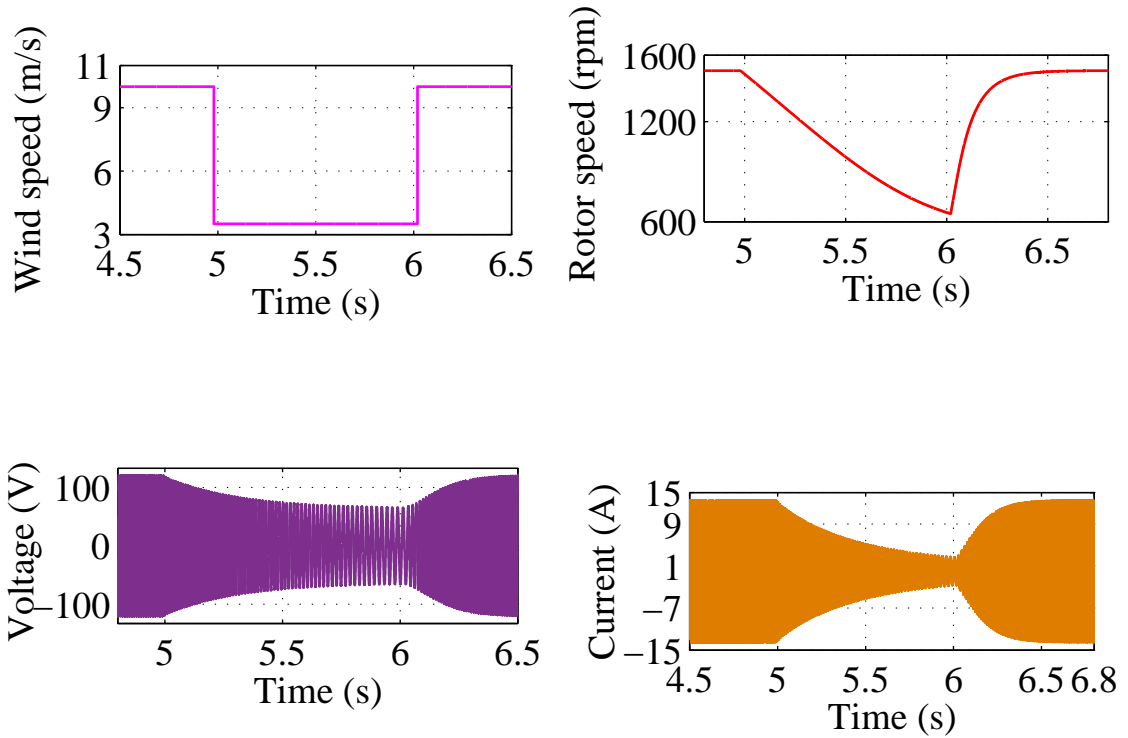 Wind speed (m/s)
11
9
6
3
4.5 5 5.5 6 6.5
Time (s)
Rotor speed (rpm)
1600
1200
600
5 5.5 6 6.5
Time (s)
Voltage (V)
100
0
−100
5 5.5 6 6.5
Time (s)
Current (A)
15
9
1
−7
−15
4.5 5 5.5 6 6.5 6.8
Time (s)